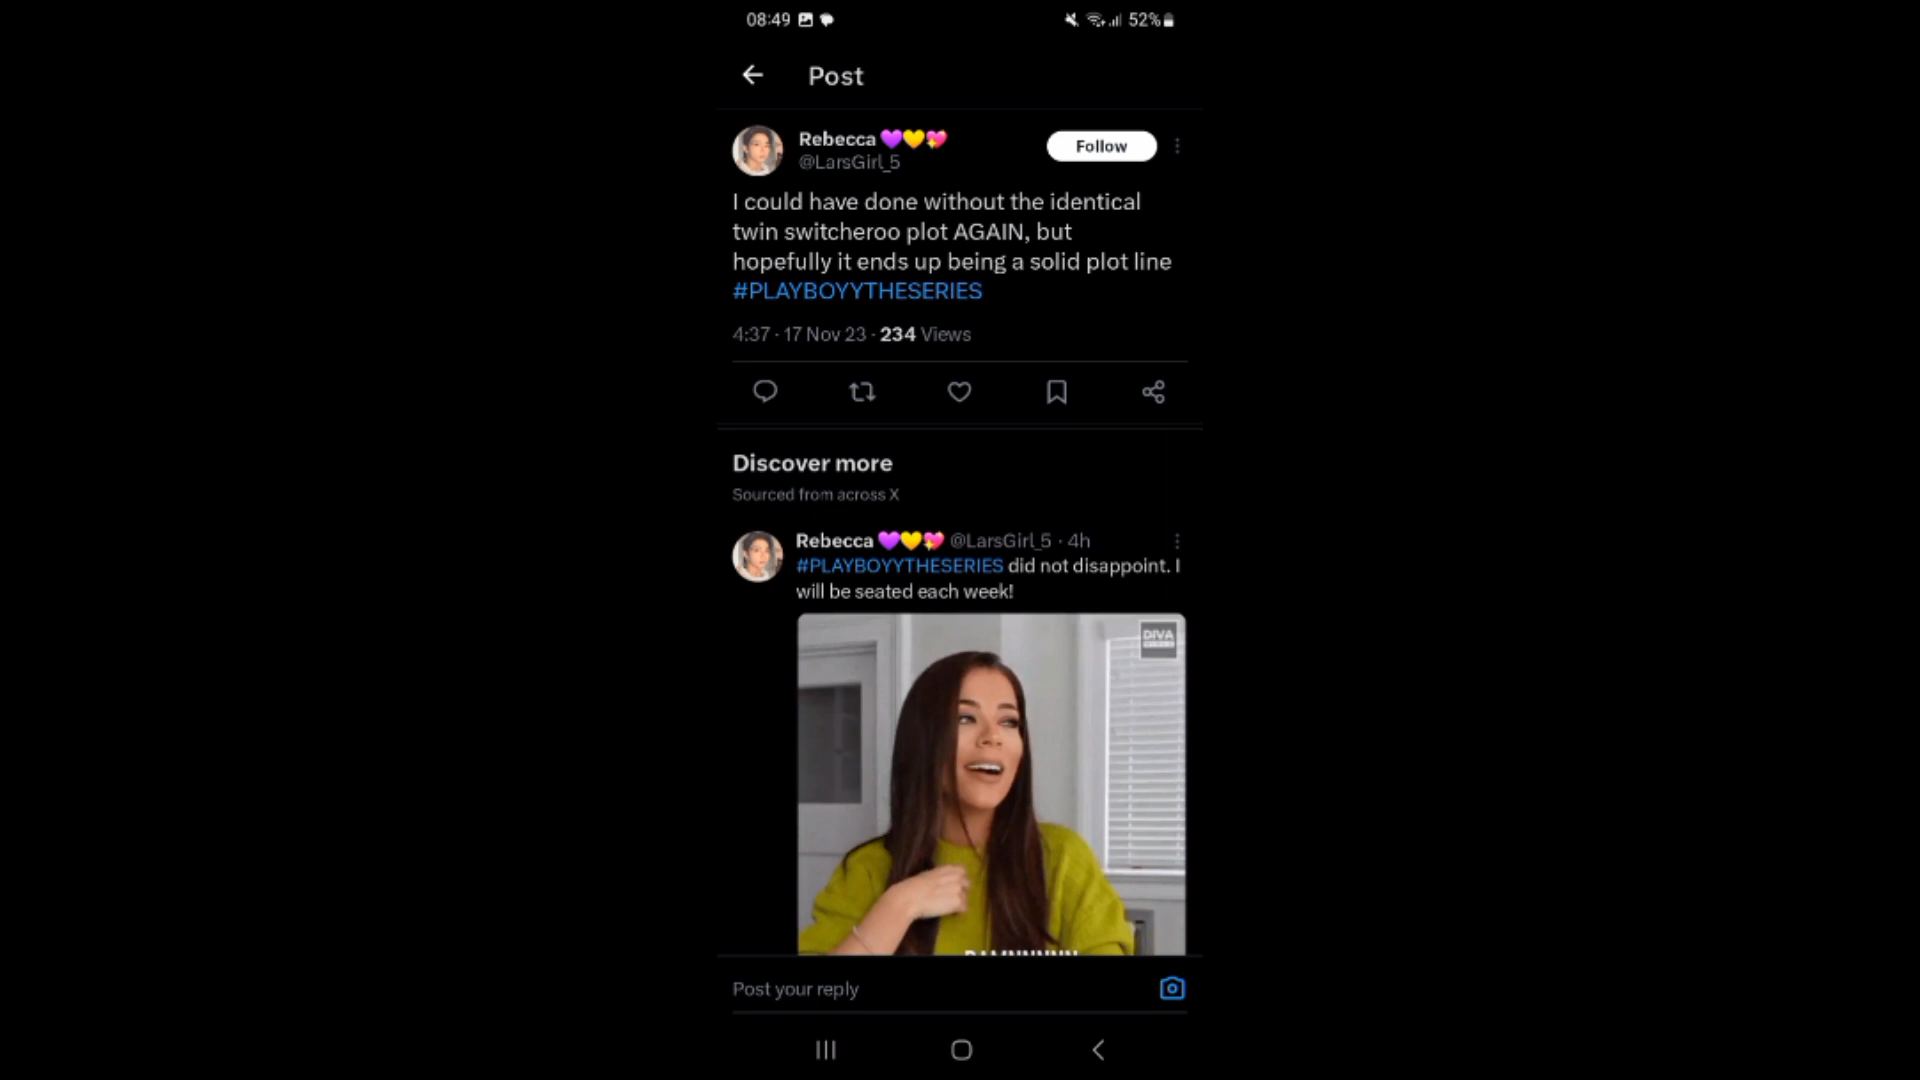 08:49
52%
Post
Rebecca 💜💛💖
Follow
@LarsGirl_5
I could have done without the identical
twin switcheroo plot AGAIN, but
hopefully it ends up being a solid plot line
#PLAYBOYYTHESERIES
4:37 · 17 Nov 23 · 234 Views
Discover more
Sourced from across X
Rebecca 💜💛💖 @LarsGirl_5 · 4h
#PLAYBOYYTHESERIES did not disappoint. I
will be seated each week!
DIVA
Post your reply